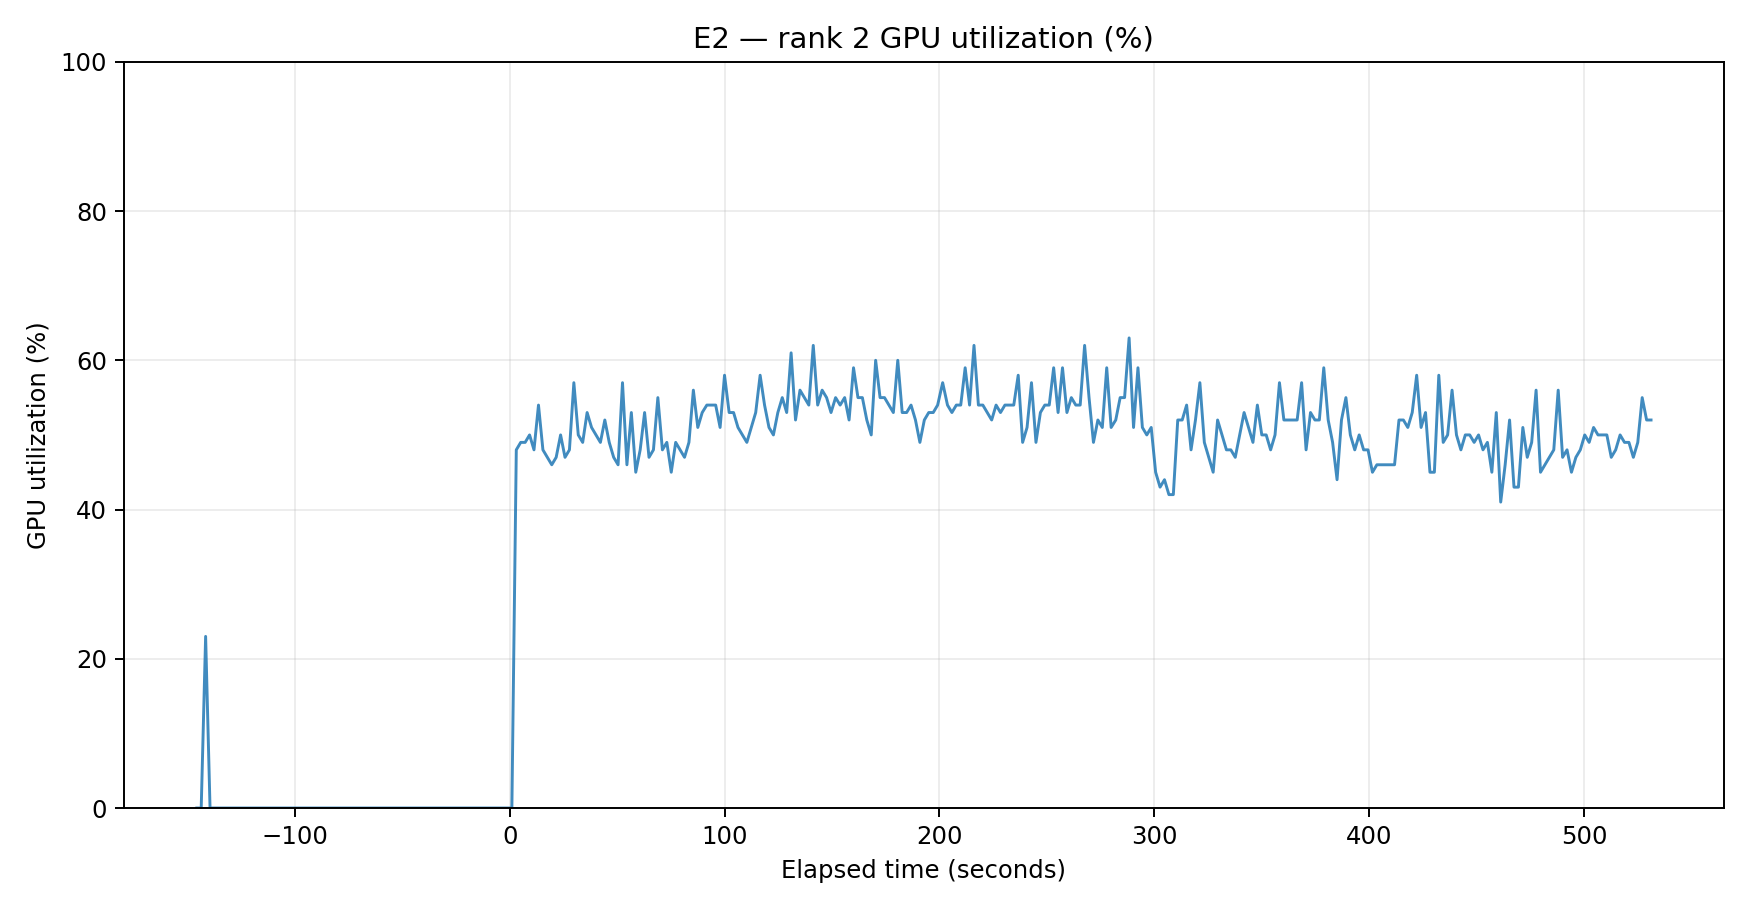 E2 — rank 2 GPU utilization (%)
100
80
60
40
20
0
GPU utilization (%)
−100 0 100 200 300 400 500
Elapsed time (seconds)